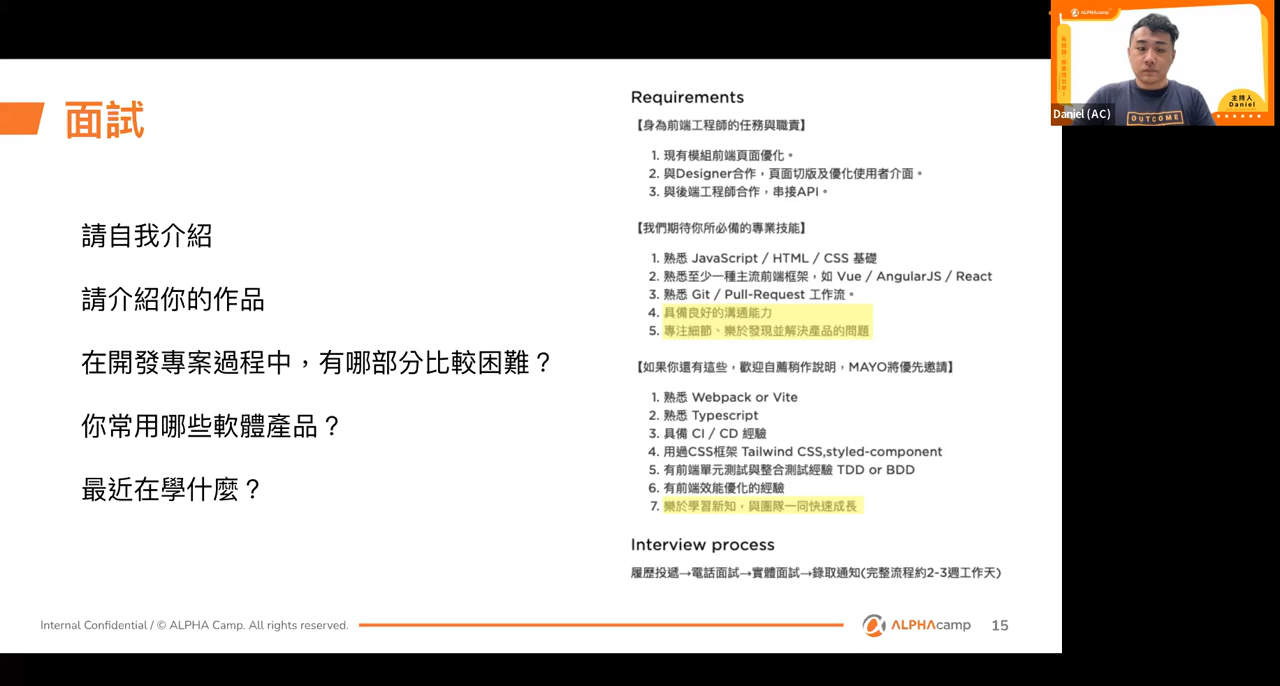 面試
請自我介紹
請介紹你的作品
在開發專案過程中，有哪部分比較困難？
你常用哪些軟體產品？
最近在學什麼？
Requirements
【身為前端工程師的任務與職責】
1. 現有模組前端頁面優化。
2. 與Designer合作，頁面切版及優化使用者介面。
3. 與後端工程師合作，串接API。
【我們期待你所必備的專業技能】
1. 熟悉 JavaScript / HTML / CSS 基礎
2. 熟悉至少一種主流前端框架，如 Vue / AngularJS / React
3. 熟悉 Git / Pull-Request 工作流。
4. 具備良好的溝通能力
5. 專注細節、樂於發現並解決產品的問題
【如果你還有這些，歡迎自薦稍作說明，MAYO將優先邀請】
1. 熟悉 Webpack or Vite
2. 熟悉 Typescript
3. 具備 CI / CD 經驗
4. 用過CSS框架 Tailwind CSS,styled-component
5. 有前端單元測試與整合測試經驗 TDD or BDD
6. 有前端效能優化的經驗
7. 樂於學習新知，與團隊一同快速成長
Interview process
履歷投遞→電話面試→實體面試→錄取通知(完整流程約2-3週工作天)
Internal Confidential / © ALPHA Camp. All rights reserved.
ALPHAcamp
15
ALPHAcamp
主持人
Daniel
OUTCOME
Daniel (AC)